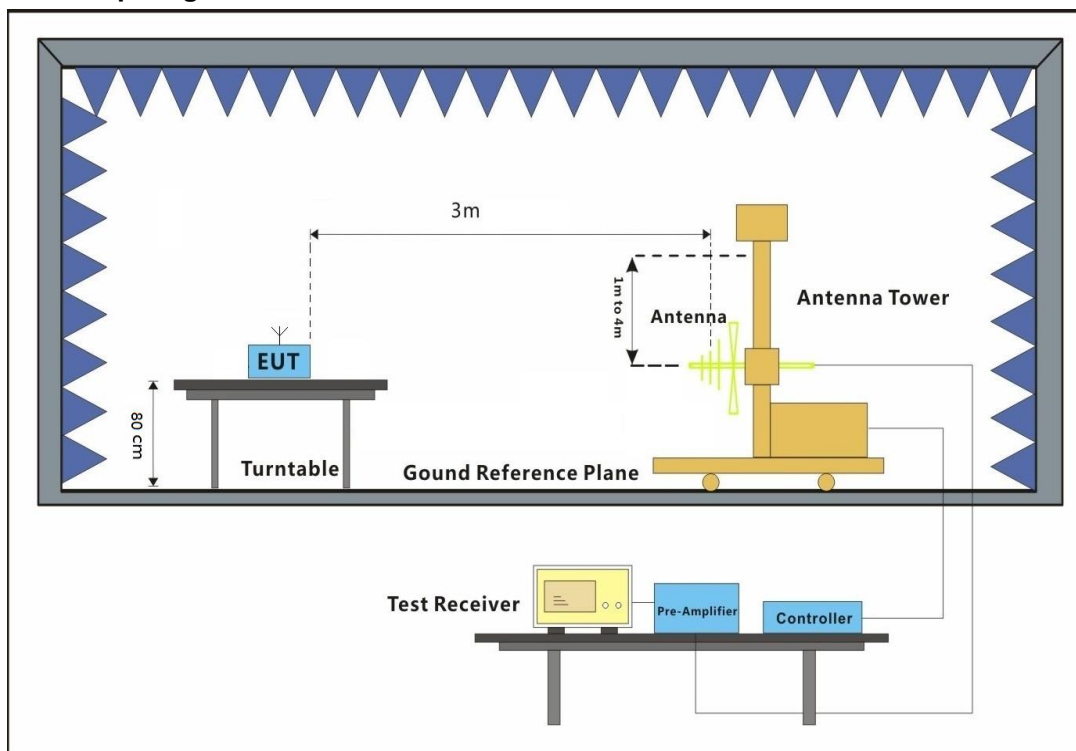 3m
1m to 4m
Antenna Tower
Antenna
EUT
80 cm
Turntable
Gound Reference Plane
Test Receiver
Pre-Amplifier
Controller